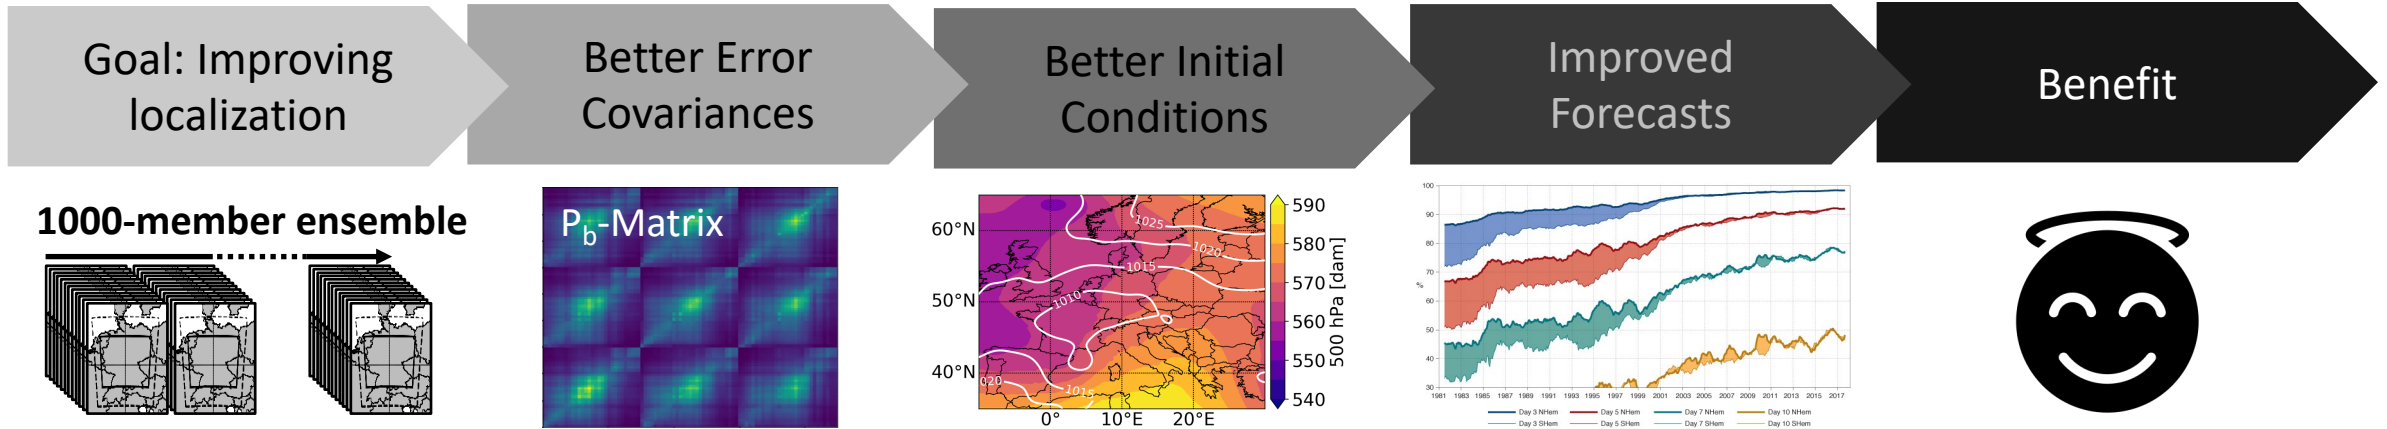 Goal: Improving
localization
Better Error
Covariances
Better Initial
Conditions
Improved
Forecasts
Benefit
1000-member ensemble
Pb-Matrix
60°N
50°N
40°N
0°
10°E
20°E
1025
1020
1015
1010
020
1015
590
580
570
560
550
540
500 hPa [dam]
100
90
80
70
60
50
40
30
%
1981 1983 1985 1987 1989 1991 1993 1995 1997 1999 2001 2003 2005 2007 2009 2011 2013 2015 2017
Day 3 NHem Day 5 NHem Day 7 NHem Day 10 NHem
Day 3 SHem Day 5 SHem Day 7 SHem Day 10 SHem